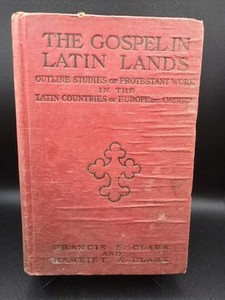 THE GOSPEL IN
LATIN LANDS
OUTLINE STUDIES OF PROTESTANT WORK
IN THE
LATIN COUNTRIES OF EUROPE AND AMERICA
FRANCIS E. CLARK
AND
HARRIET A. CLARK